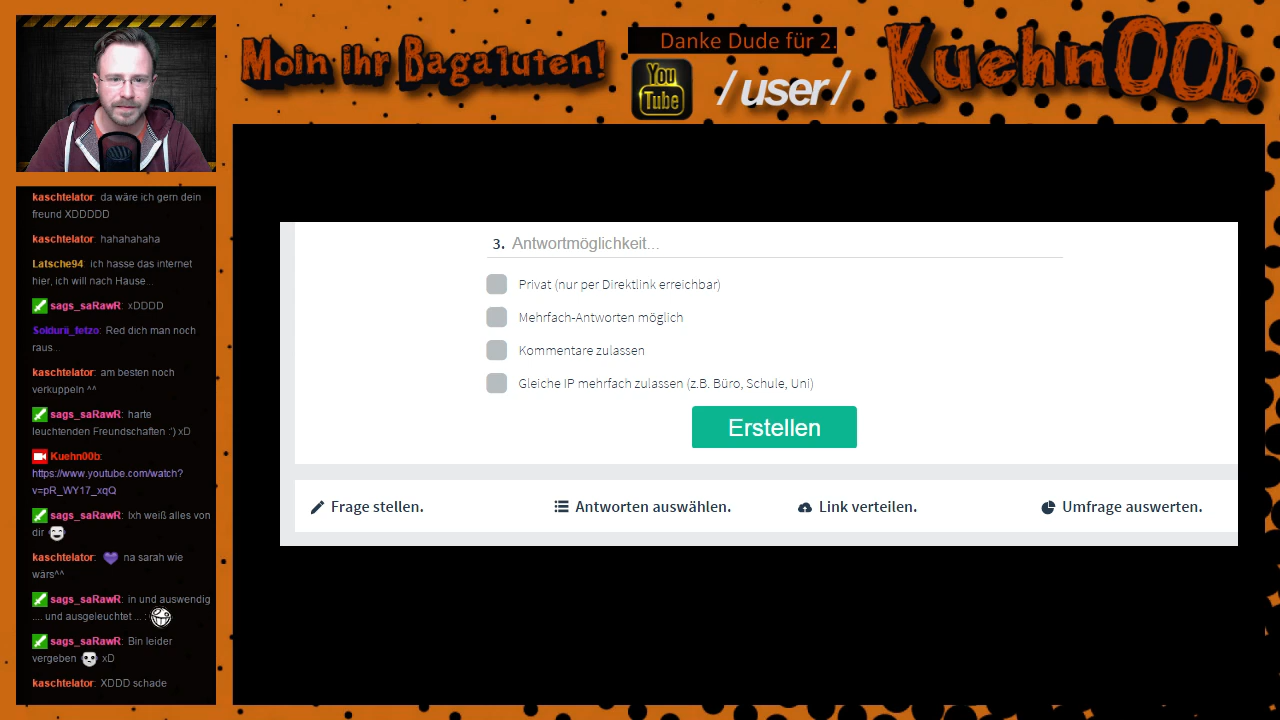 Moin ihr Bagaluten!
Danke Dude für 2.
You
Tube
/user/
Kuehn00b
kaschtelator: da wäre ich gern dein
freund XDDDDD
kaschtelator: hahahahaha
Latsche94: ich hasse das internet
hier, ich will nach Hause...
sags_saRawR: xDDDD
Soldurii_fetzo: Red dich man noch
raus...
kaschtelator: am besten noch
verkuppeln ^^
sags_saRawR: harte
leuchtenden Freundschaften :') xD
Kuehn00b:
https://www.youtube.com/watch?
v=pR_WY17_xqQ
sags_saRawR: Ixh weiß alles von
dir
kaschtelator: na sarah wie
wärs^^
sags_saRawR: in und auswendig
.... und ausgeleuchtet ... :
sags_saRawR: Bin leider
vergeben xD
kaschtelator: XDDD schade
3. Antwortmöglichkeit...
Privat (nur per Direktlink erreichbar)
Mehrfach-Antworten möglich
Kommentare zulassen
Gleiche IP mehrfach zulassen (z.B. Büro, Schule, Uni)
Erstellen
Frage stellen.
Antworten auswählen.
Link verteilen.
Umfrage auswerten.